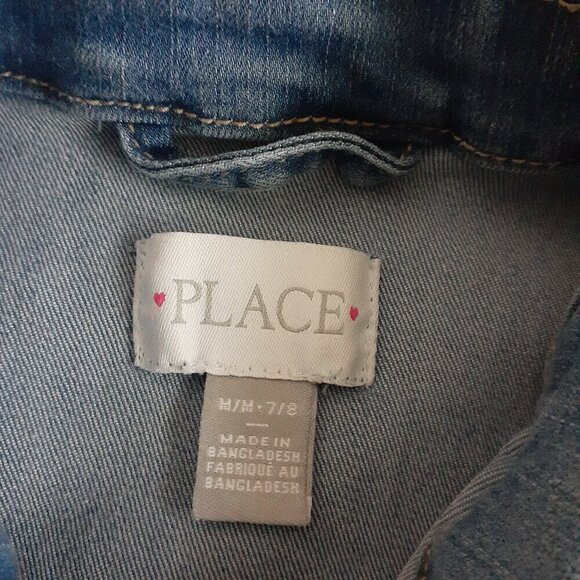 PLACE
M/M • 7/8
MADE IN
BANGLADESH
FABRIQUÉ AU
BANGLADESH